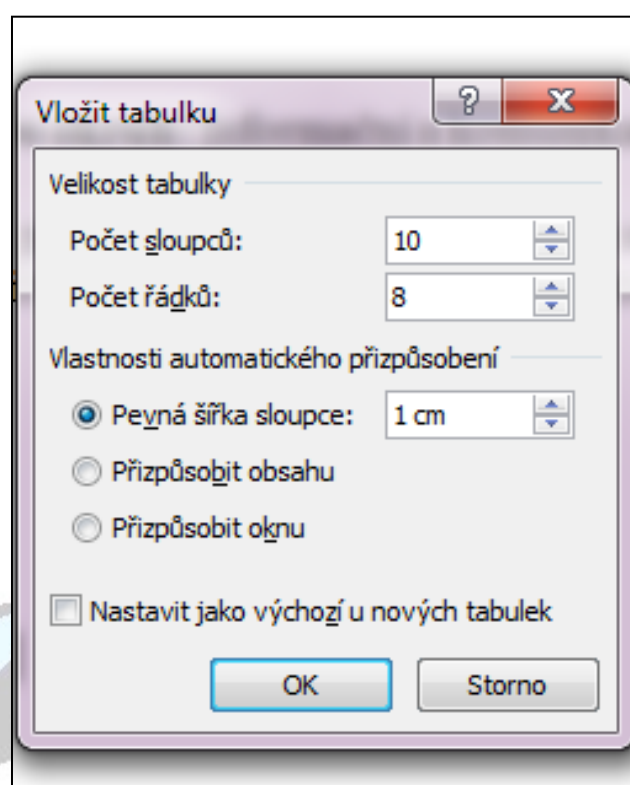 Vložit tabulku
Velikost tabulky
Počet sloupců: 10
Počet řádků: 8
Vlastnosti automatického přizpůsobení
Pevná šířka sloupce: 1 cm
Přizpůsobit obsahu
Přizpůsobit oknu
Nastavit jako výchozí u nových tabulek
OK Storno